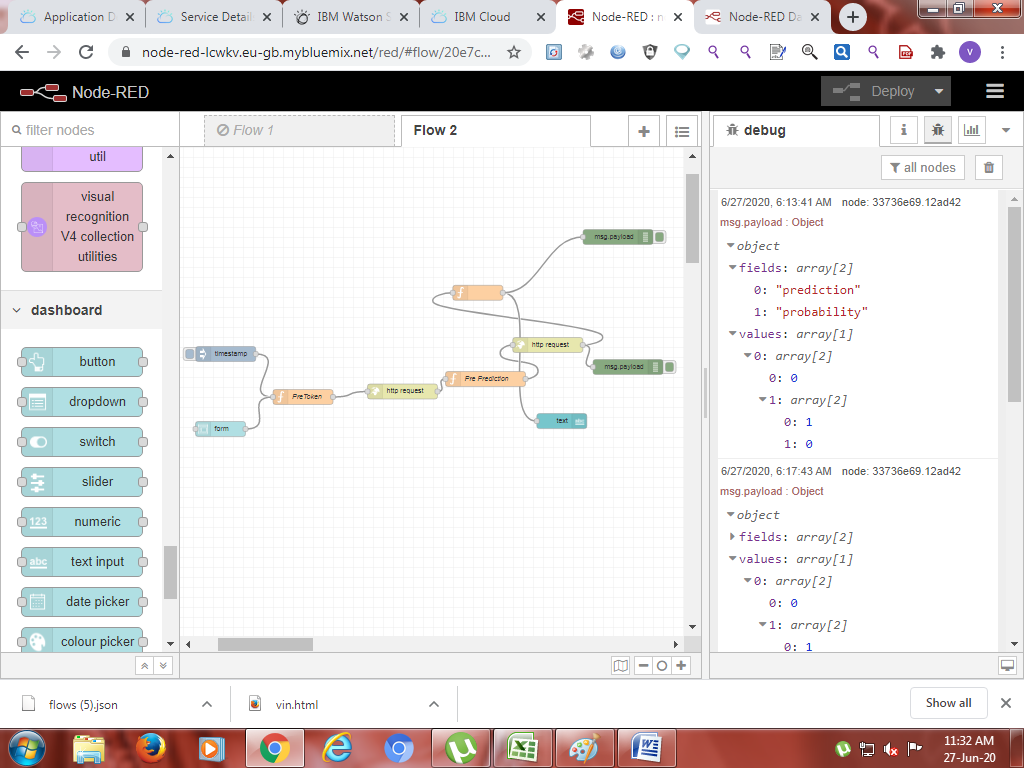 Application D
Service Detail
IBM Watson S
IBM Cloud
Node-RED : n
Node-RED Da
node-red-lcwkv.eu-gb.mybluemix.net/red/#flow/20e7c...
V
Node-RED
Deploy
filter nodes
Flow 1
Flow 2
debug
all nodes
util
visual
recognition
V4 collection
utilities
dashboard
button
dropdown
switch
slider
123 numeric
abc text input
date picker
colour picker
msg.payload
http request
timestamp
msg.payload
Pre Prediction
PreToken
http request
text
form
6/27/2020, 6:13:41 AM node: 33736e69.12ad42
msg.payload : Object
object
fields: array[2]
0: "prediction"
1: "probability"
values: array[1]
0: array[2]
0: 0
1: array[2]
0: 1
1: 0
6/27/2020, 6:17:43 AM node: 33736e69.12ad42
msg.payload : Object
object
fields: array[2]
values: array[1]
0: array[2]
0: 0
1: array[2]
0: 1
flows (5).json
vin.html
Show all
11:32 AM
27-Jun-20